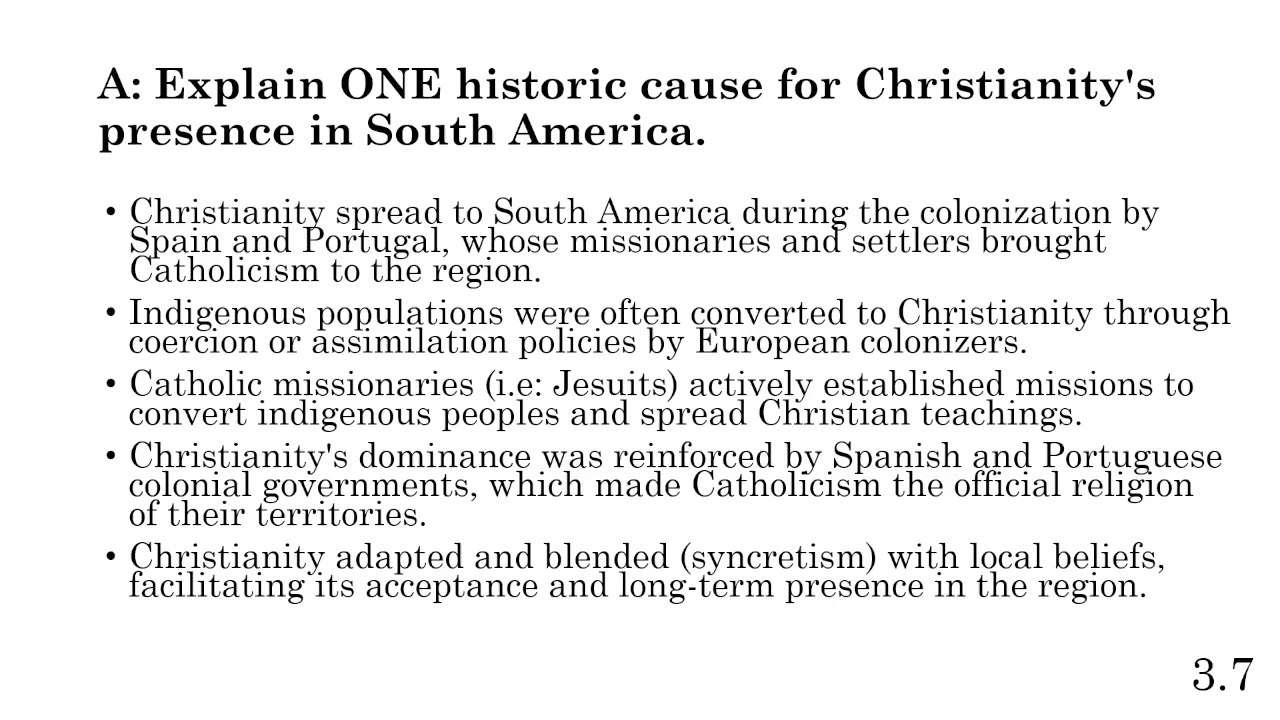 A: Explain ONE historic cause for Christianity's
presence in South America.
• Christianity spread to South America during the colonization by
Spain and Portugal, whose missionaries and settlers brought
Catholicism to the region.
• Indigenous populations were often converted to Christianity through
coercion or assimilation policies by European colonizers.
• Catholic missionaries (i.e: Jesuits) actively established missions to
convert indigenous peoples and spread Christian teachings.
• Christianity's dominance was reinforced by Spanish and Portuguese
colonial governments, which made Catholicism the official religion
of their territories.
• Christianity adapted and blended (syncretism) with local beliefs,
facilitating its acceptance and long-term presence in the region.
3.7